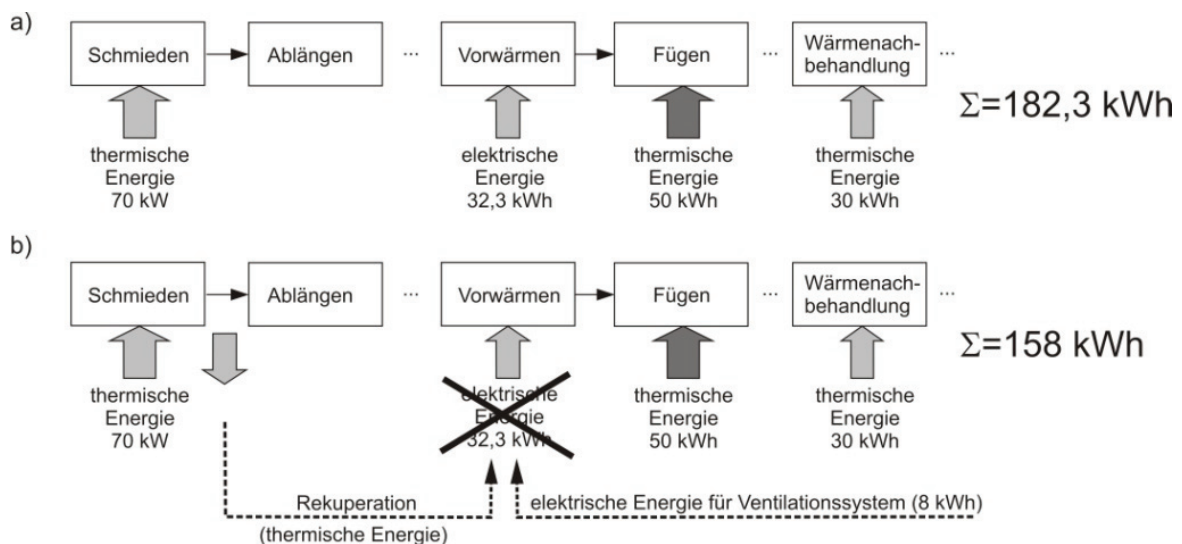 a)
Schmieden
Ablängen
...
Vorwärmen
Fügen
...
Wärmenach-
behandlung
...
Σ=182,3 kWh
thermische
Energie
70 kW
elektrische
Energie
32,3 kWh
thermische
Energie
50 kWh
thermische
Energie
30 kWh
b)
Schmieden
Ablängen
...
Vorwärmen
Fügen
...
Wärmenach-
behandlung
...
Σ=158 kWh
thermische
Energie
70 kW
elektrische
Energie
32,3 kWh
thermische
Energie
50 kWh
thermische
Energie
30 kWh
Rekuperation
(thermische Energie)
elektrische Energie für Ventilationssystem (8 kWh)